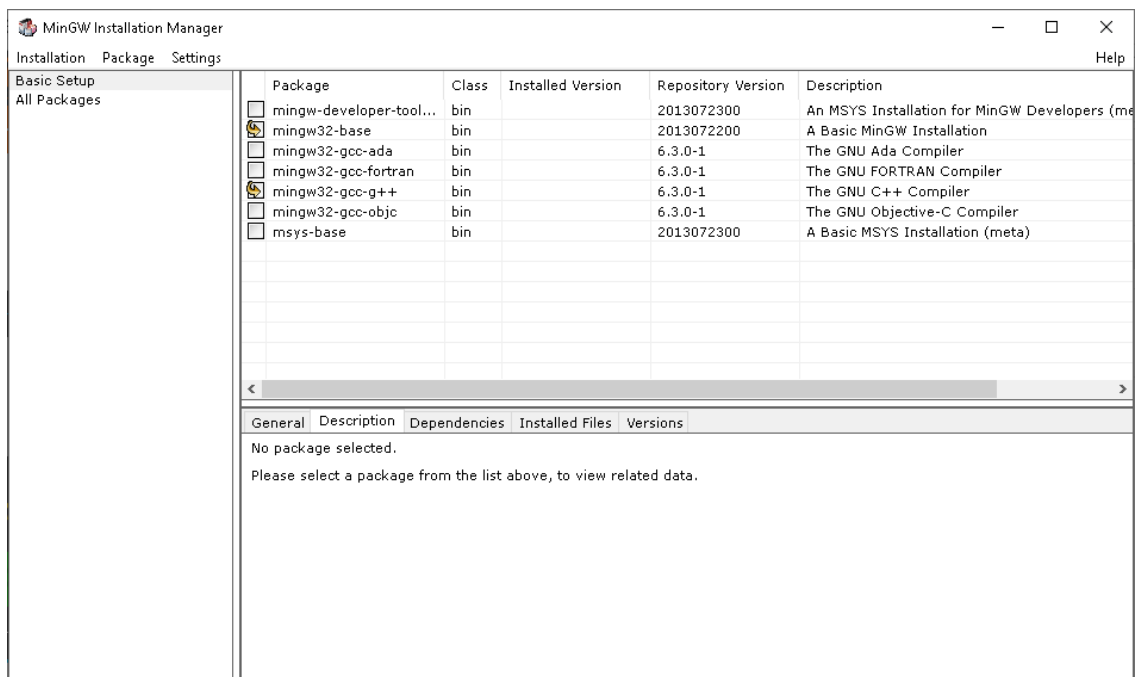 MinGW Installation Manager
Installation Package Settings Help
Basic Setup
All Packages
Package Class Installed Version Repository Version Description
mingw-developer-tool... bin 2013072300 An MSYS Installation for MinGW Developers (me
mingw32-base bin 2013072200 A Basic MinGW Installation
mingw32-gcc-ada bin 6.3.0-1 The GNU Ada Compiler
mingw32-gcc-fortran bin 6.3.0-1 The GNU FORTRAN Compiler
mingw32-gcc-g++ bin 6.3.0-1 The GNU C++ Compiler
mingw32-gcc-objc bin 6.3.0-1 The GNU Objective-C Compiler
msys-base bin 2013072300 A Basic MSYS Installation (meta)
General Description Dependencies Installed Files Versions
No package selected.
Please select a package from the list above, to view related data.